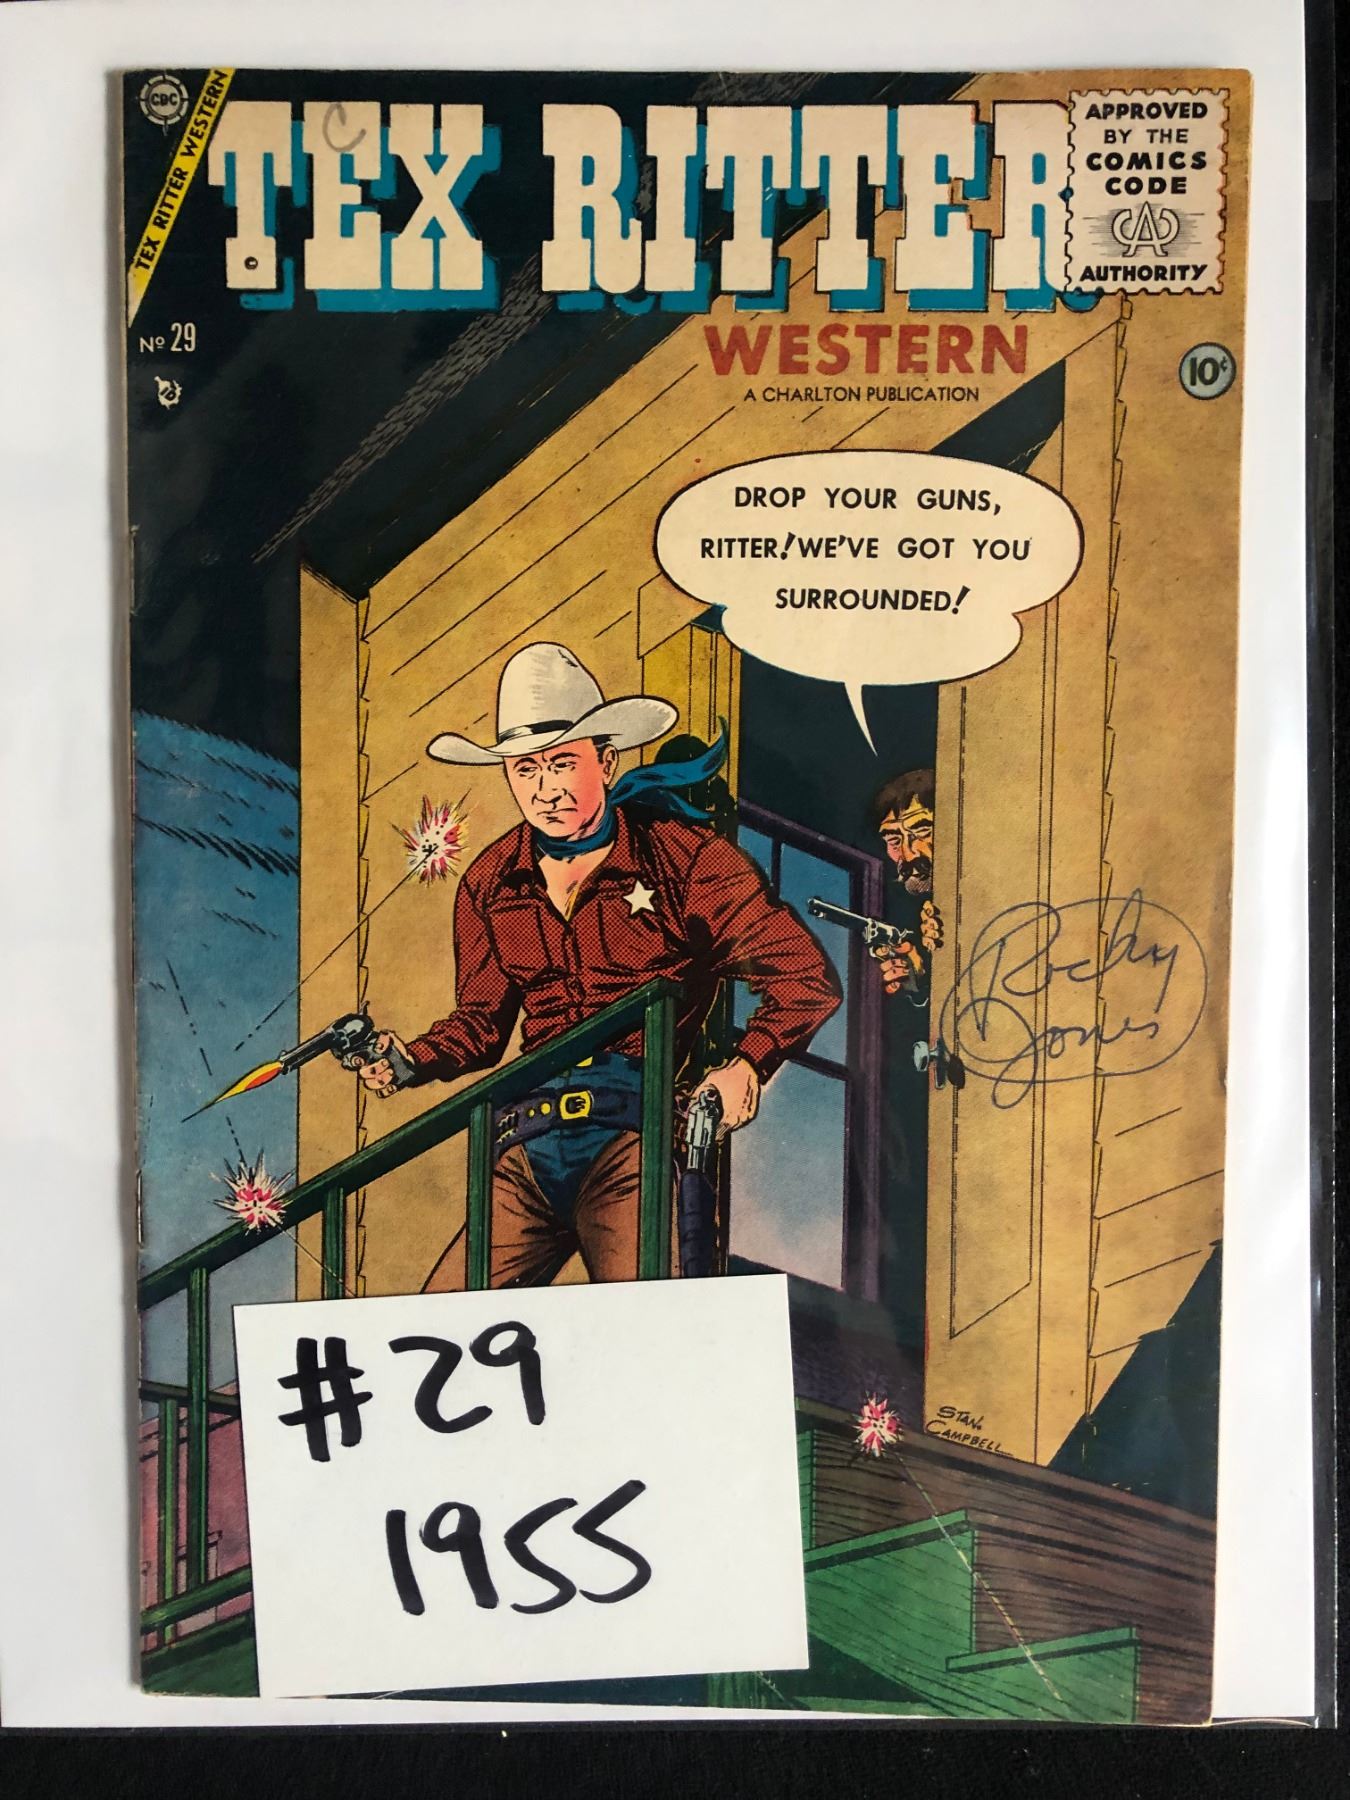 CDC
TEX RITTER WESTERN
TEX RITTER
C
©
APPROVED
BY THE
COMICS
CODE
CA
AUTHORITY
Nº 29
WESTERN
A CHARLTON PUBLICATION
10¢
DROP YOUR GUNS,
RITTER! WE'VE GOT YOU
SURROUNDED!
Rocky
Jones
STAN
CAMPBELL
#29
1955